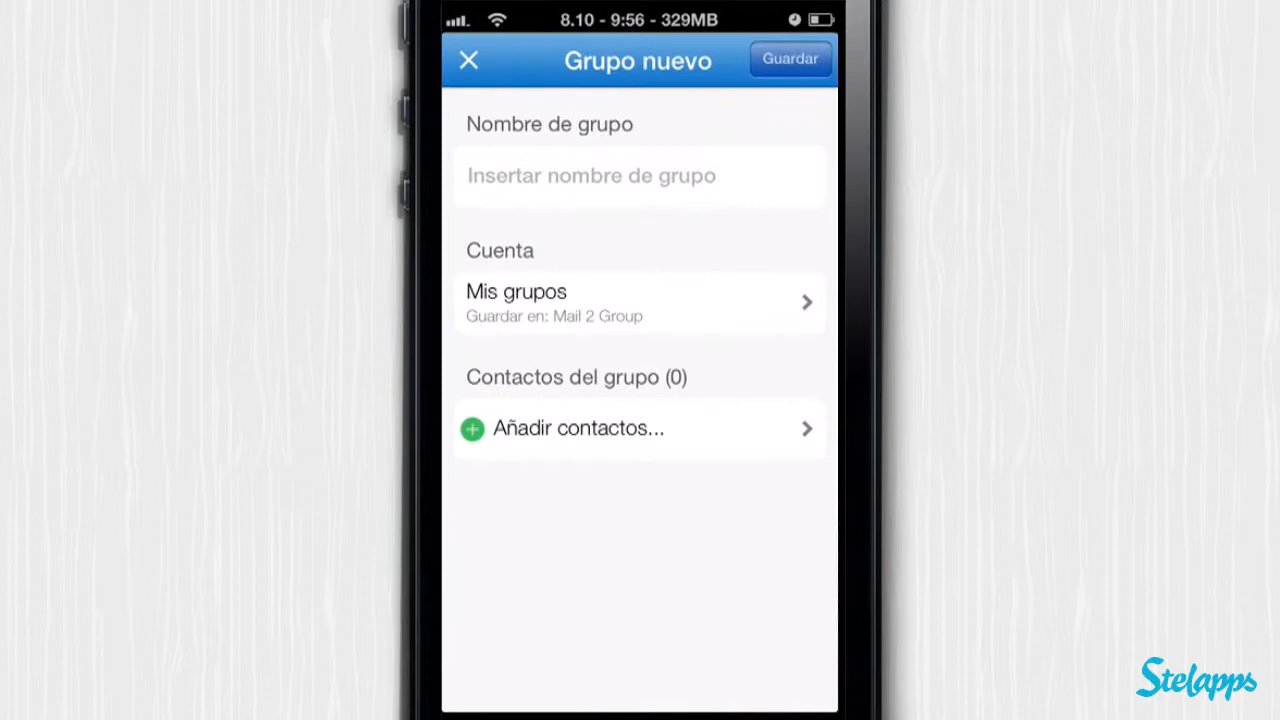 8.10 - 9:56 - 329MB
Grupo nuevo
Guardar
Nombre de grupo
Insertar nombre de grupo
Cuenta
Mis grupos
Guardar en: Mail 2 Group
Contactos del grupo (0)
Añadir contactos...
Stelapps